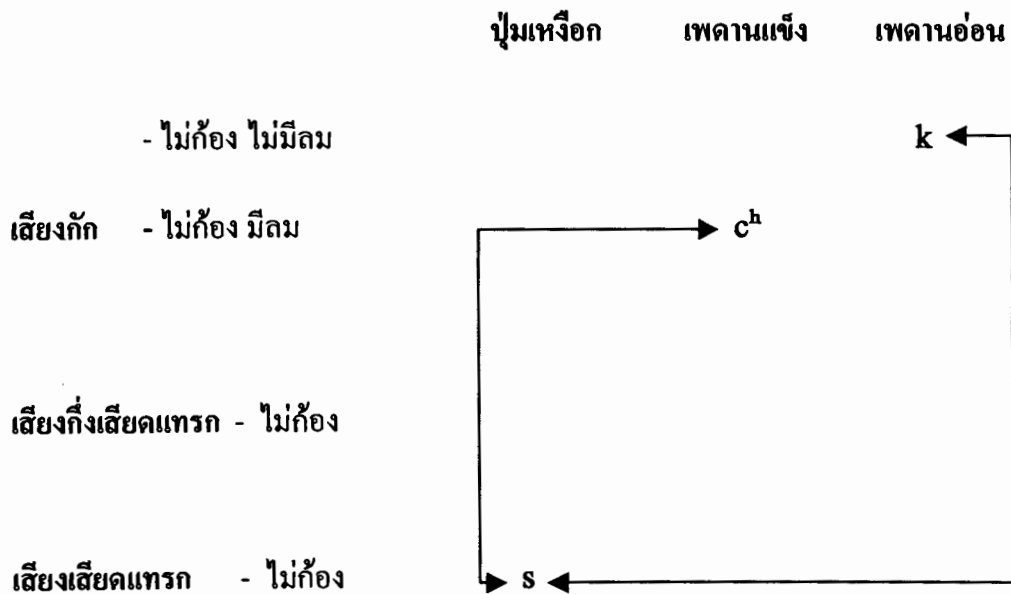 ปุ่มเหงือก เพดานแข็ง เพดานอ่อน
- ไม่ก้อง ไม่มีลม k
เสียงกัก - ไม่ก้อง มีลม cʰ
เสียงกึ่งเสียดแทรก - ไม่ก้อง
เสียงเสียดแทรก - ไม่ก้อง s